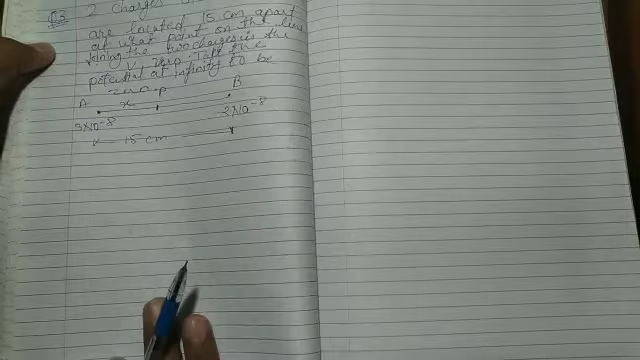 Q3 2 Charges
are located 15 cm apart
at what point on the line
joining the two charges is the
V zero. Take the
potential at infinity to be
zero.
A x P B
3×10-8 -2×10-8
15 cm